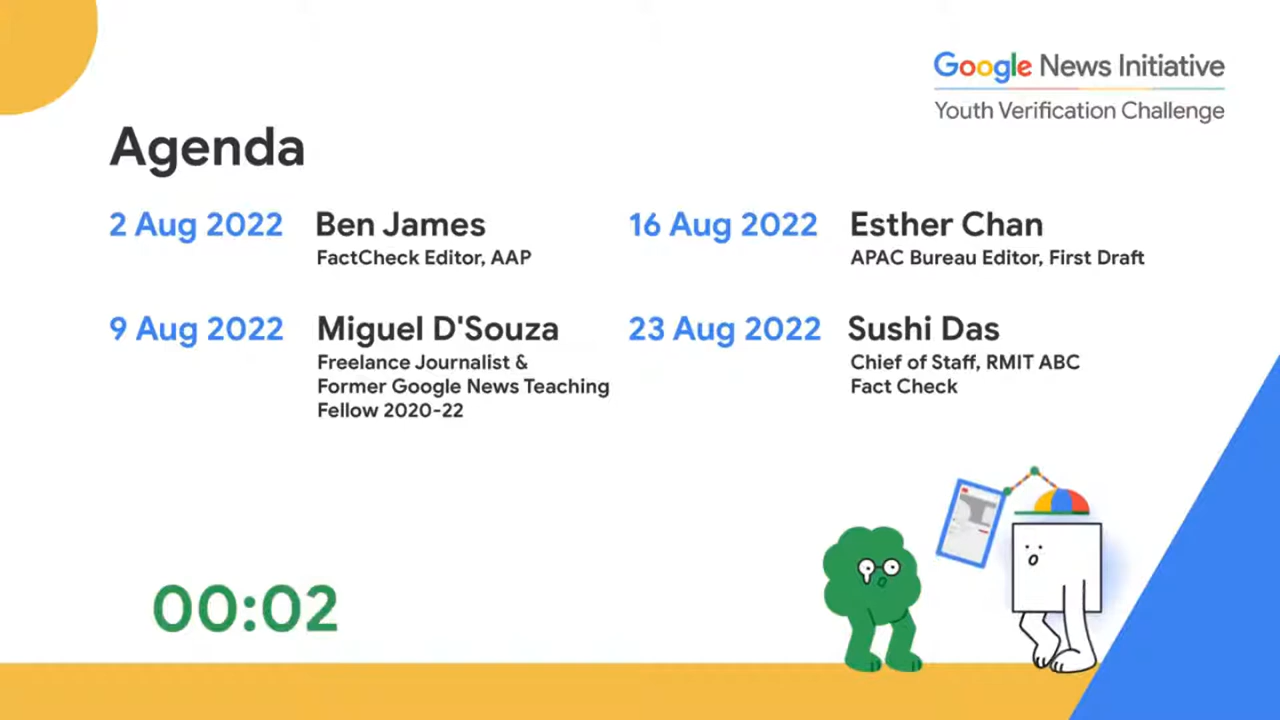 Google News Initiative
Youth Verification Challenge
Agenda
2 Aug 2022
Ben James
FactCheck Editor, AAP
9 Aug 2022
Miguel D'Souza
Freelance Journalist &
Former Google News Teaching
Fellow 2020-22
16 Aug 2022
Esther Chan
APAC Bureau Editor, First Draft
23 Aug 2022
Sushi Das
Chief of Staff, RMIT ABC
Fact Check
00:02